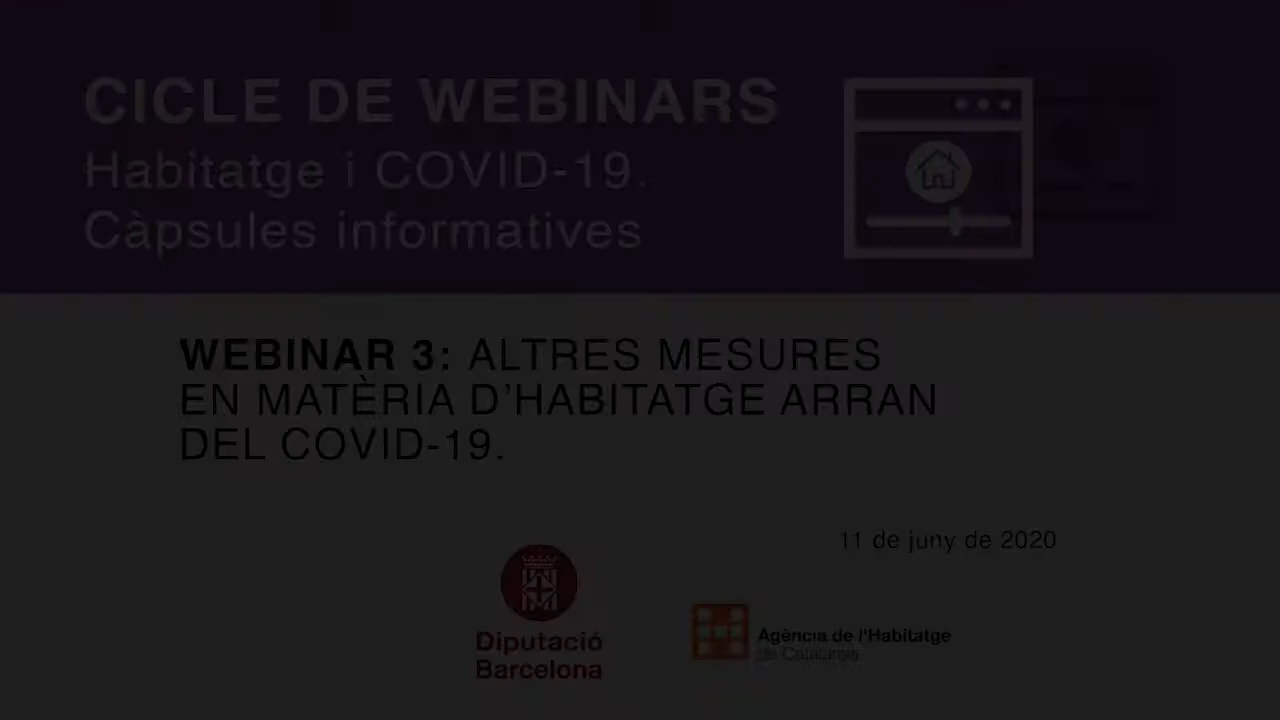 CICLE DE WEBINARS
Habitatge i COVID-19.
Càpsules informatives
WEBINAR 3: ALTRES MESURES
EN MATÈRIA D'HABITATGE ARRAN
DEL COVID-19.
11 de juny de 2020
Diputació
Barcelona
Agència de l'Habitatge
de Catalunya